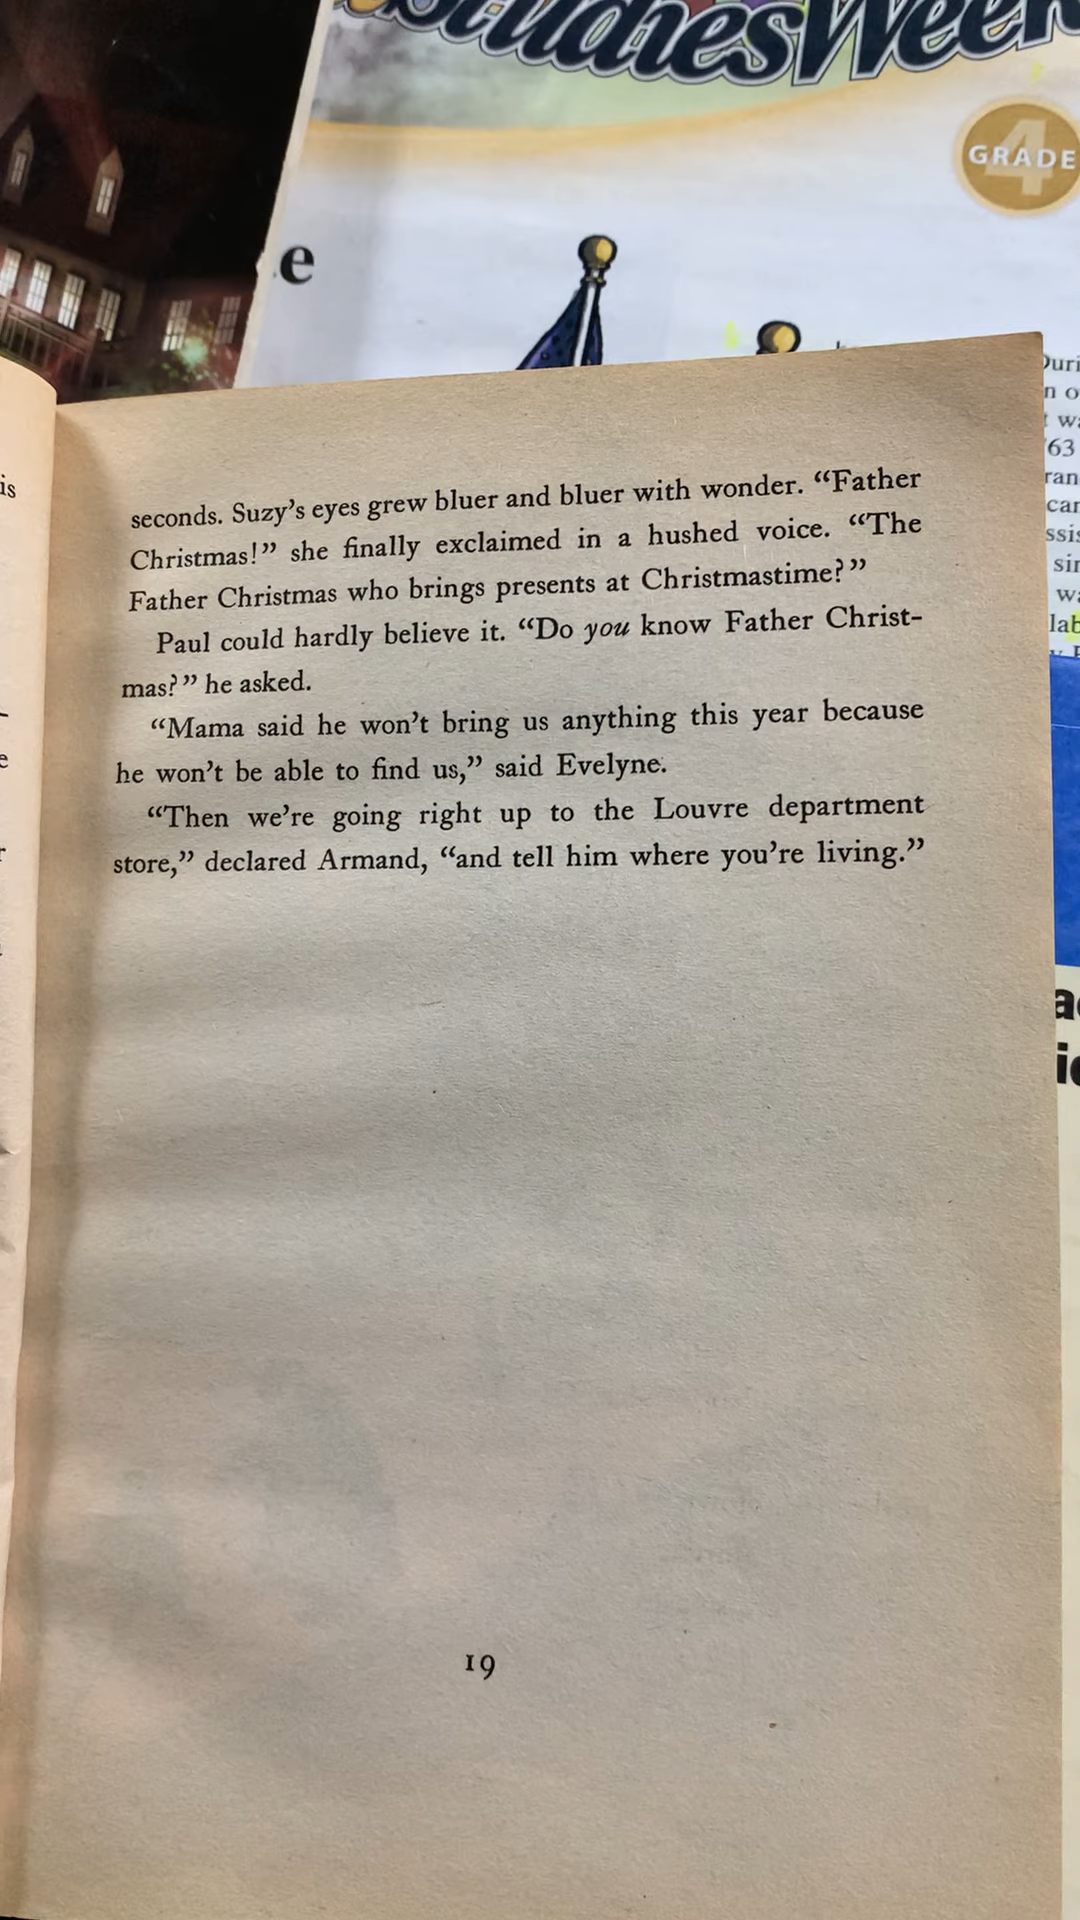 StudiesWeek
GRADE 4
e
is
seconds. Suzy's eyes grew bluer and bluer with wonder. “Father
Christmas!” she finally exclaimed in a hushed voice. “The
Father Christmas who brings presents at Christmastime?”
Paul could hardly believe it. “Do you know Father Christ-
mas?” he asked.
“Mama said he won't bring us anything this year because
he won't be able to find us,” said Evelyne.
“Then we're going right up to the Louvre department
store,” declared Armand, “and tell him where you're living.”
19